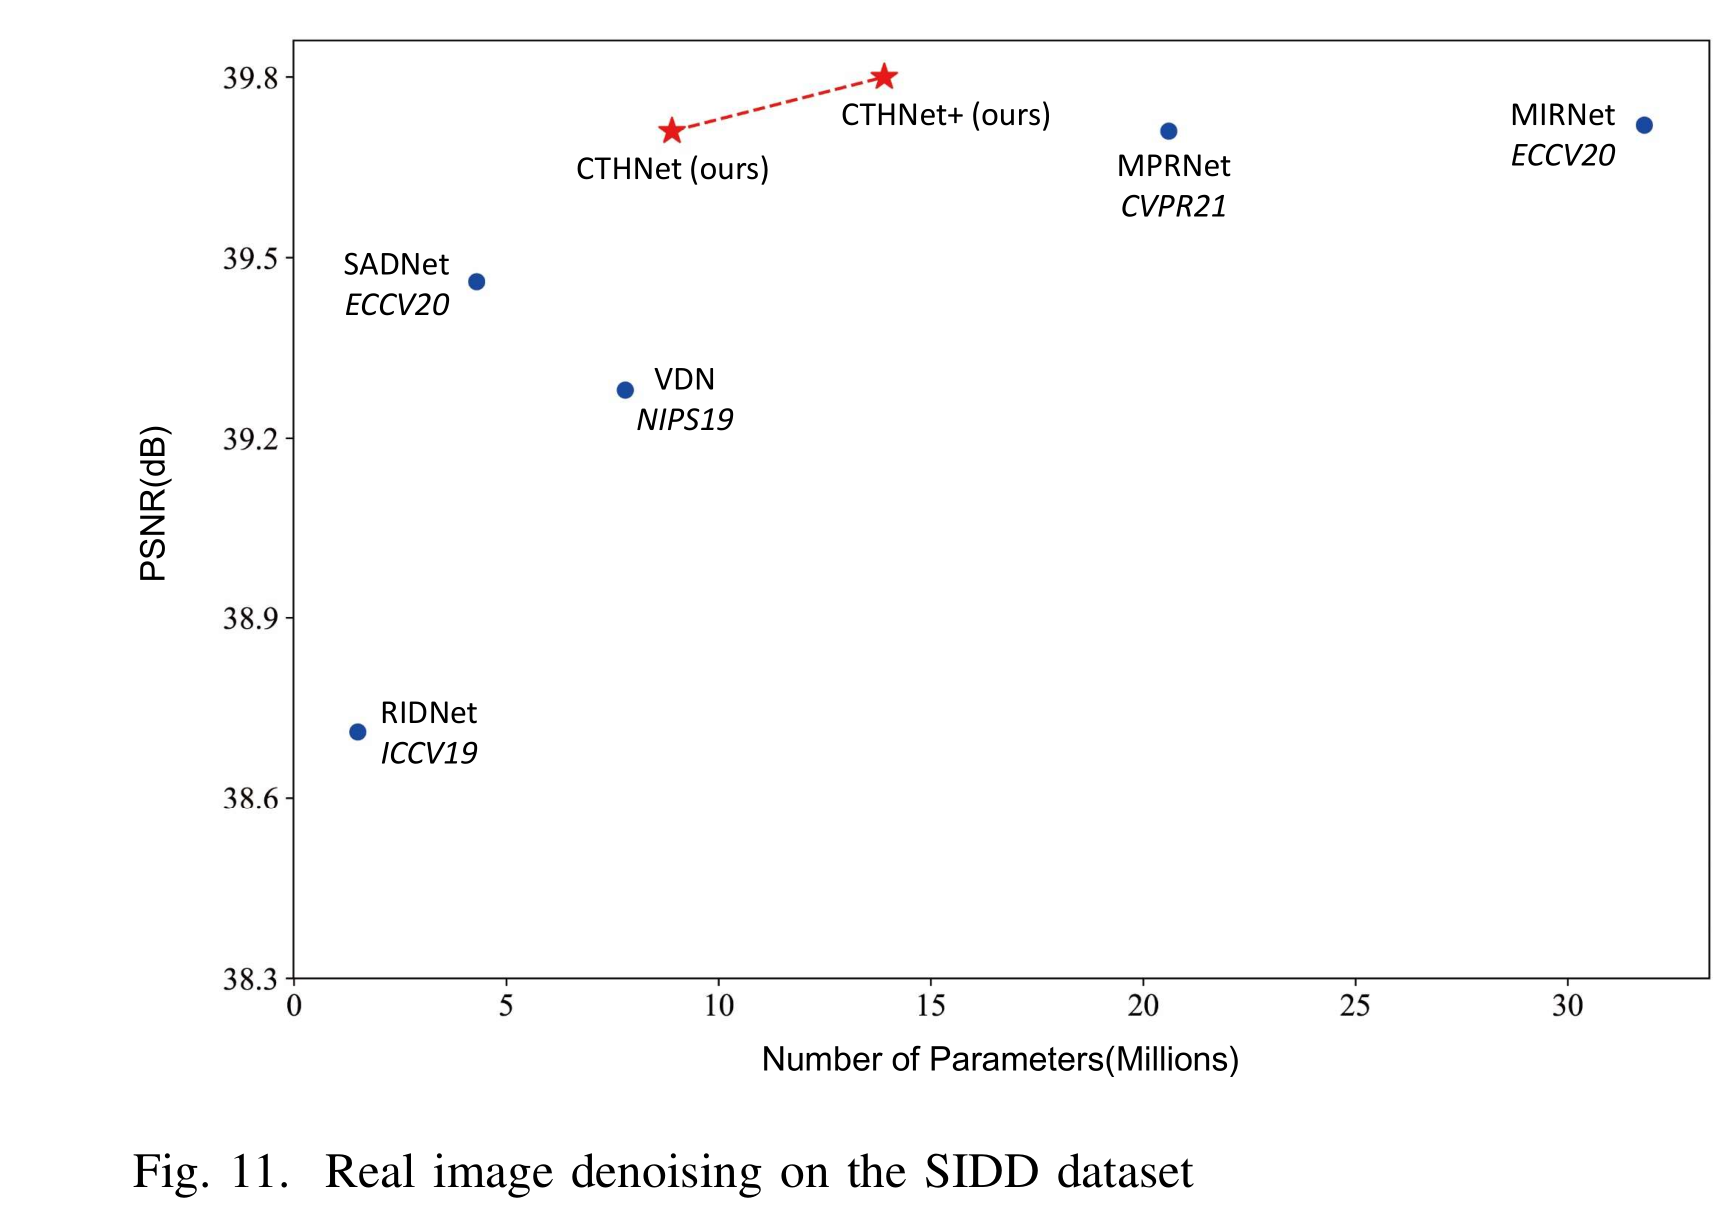 39.8
CTHNet+ (ours)
MIRNet
ECCV20
CTHNet (ours)
MPRNet
CVPR21
39.5
SADNet
ECCV20
VDN
NIPS19
39.2
PSNR(dB)
38.9
RIDNet
ICCV19
38.6
38.3
0 5 10 15 20 25 30
Number of Parameters(Millions)
Fig. 11. Real image denoising on the SIDD dataset